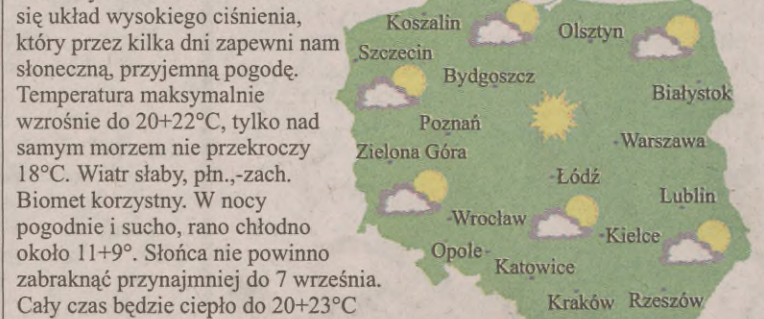 się układ wysokiego ciśnienia,
który przez kilka dni zapewni nam
słoneczną, przyjemną pogodę.
Temperatura maksymalnie
wzrośnie do 20+22°C, tylko nad
samym morzem nie przekroczy
18°C. Wiatr słaby, płn.,-zach.
Biomet korzystny. W nocy
pogodnie i sucho, rano chłodno
około 11+9°. Słońca nie powinno
zabraknąć przynajmniej do 7 września.
Cały czas będzie ciepło do 20+23°C
Koszalin
Olsztyn
Szczecin
Bydgoszcz
Białystok
Poznań
Warszawa
Zielona Góra
Łódź
Lublin
Wrocław
Kielce
Opole
Katowice
Kraków
Rzeszów